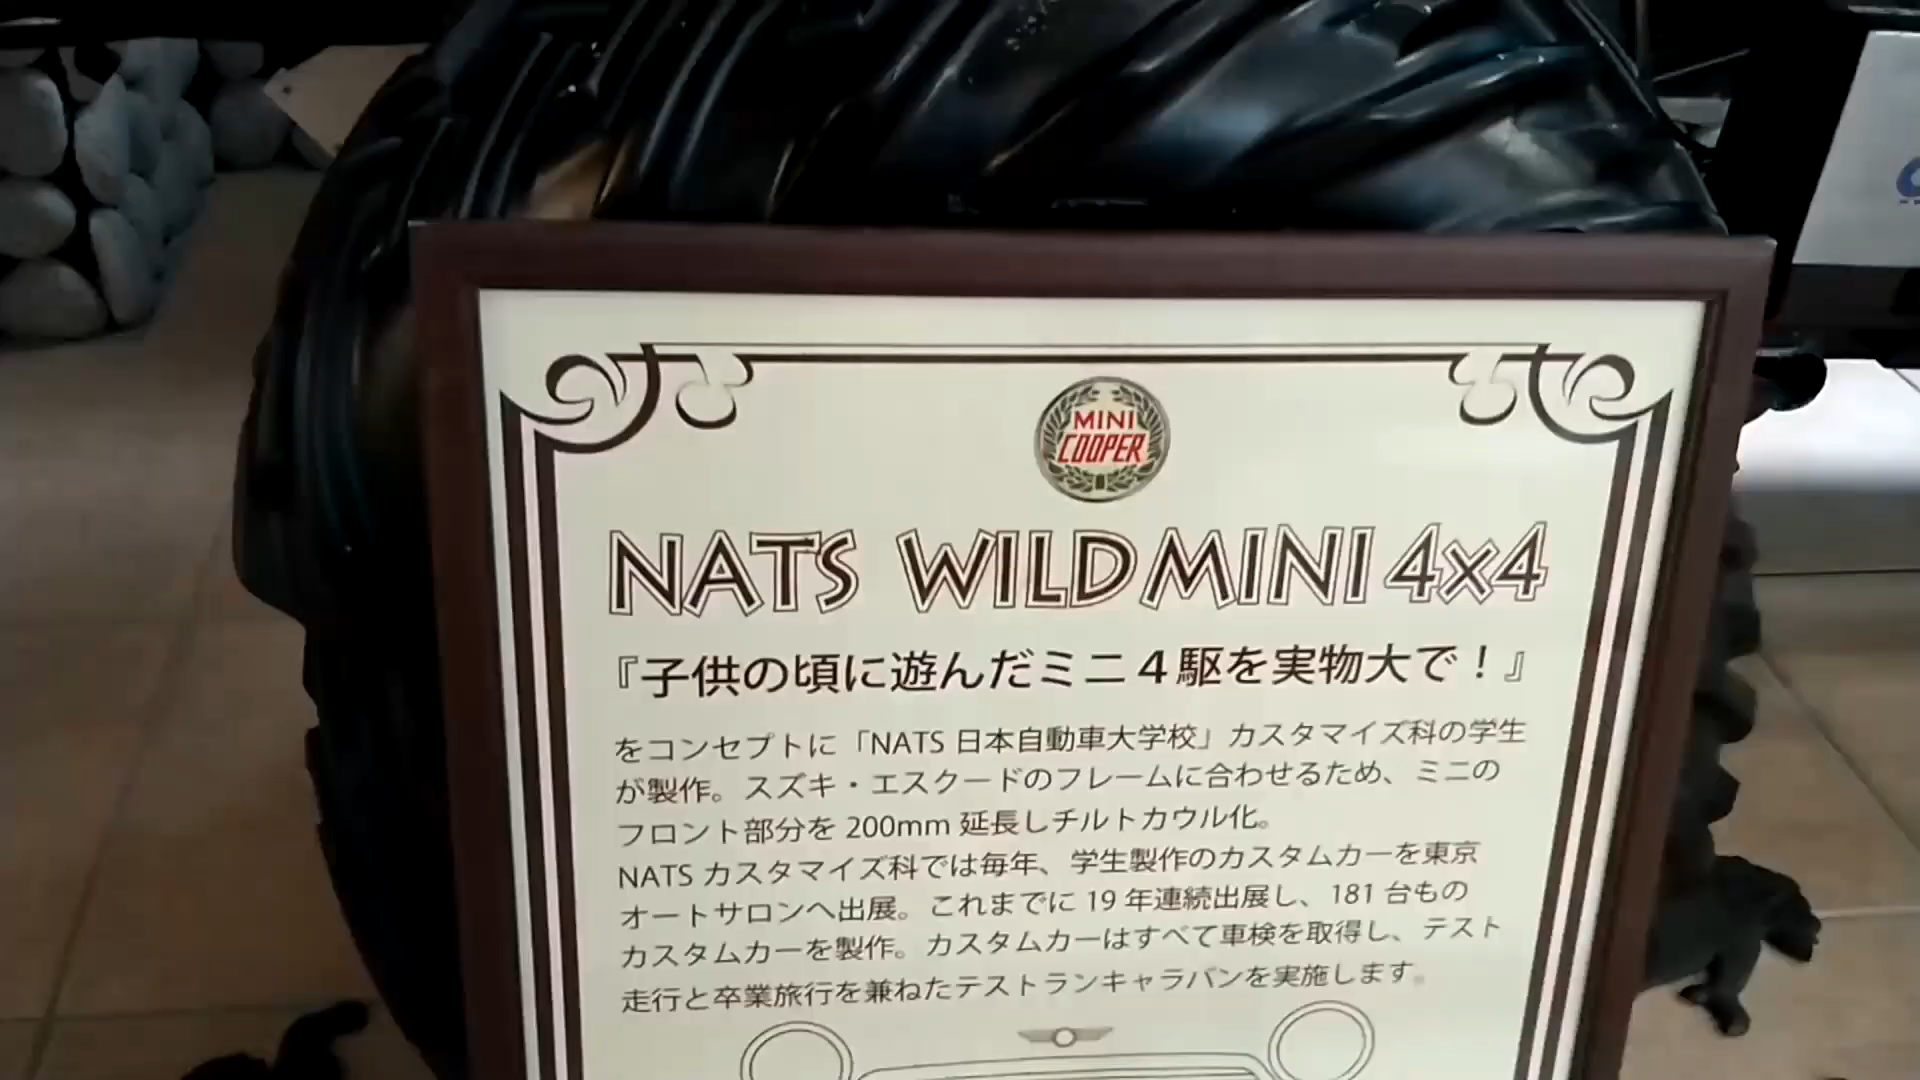 MINI
COOPER
NATS WILD MINI 4x4
『子供の頃に遊んだミニ４駆を実物大で！』
をコンセプトに「NATS 日本自動車大学校」カスタマイズ科の学生
が製作。スズキ・エスクードのフレームに合わせるため、ミニの
フロント部分を 200mm 延長しチルトカウル化。
NATS カスタマイズ科では毎年、学生製作のカスタムカーを東京
オートサロンへ出展。これまでに 19 年連続出展し、181 台もの
カスタムカーを製作。カスタムカーはすべて車検を取得し、テスト
走行と卒業旅行を兼ねたテストランキャラバンを実施します。